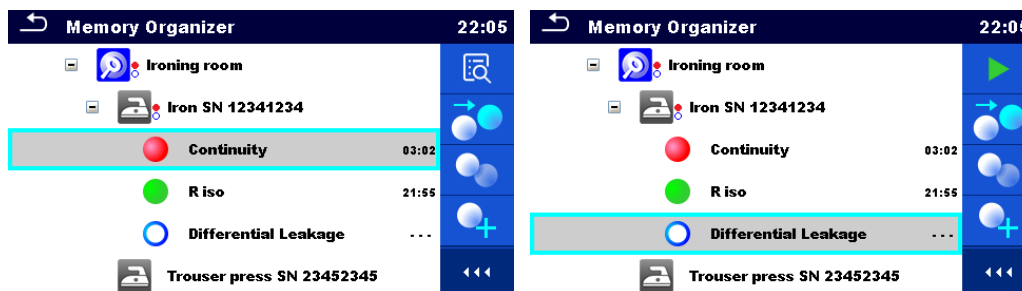 Memory Organizer 22:05
Ironing room
Iron SN 12341234
Continuity 03:02
R iso 21:55
Differential Leakage ---
Trouser press SN 23452345
Memory Organizer 22:05
Ironing room
Iron SN 12341234
Continuity 03:02
R iso 21:55
Differential Leakage ---
Trouser press SN 23452345